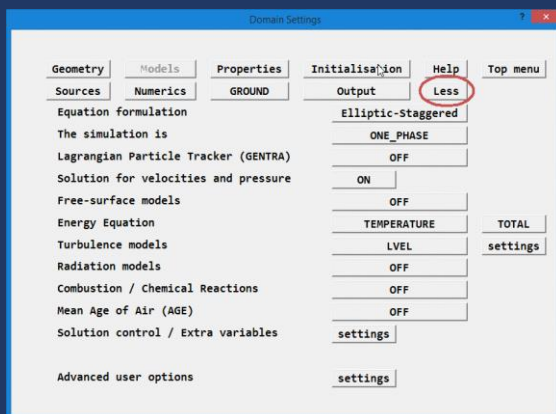 Domain Settings ? ×
Geometry Models Properties Initialisation Help Top menu
Sources Numerics GROUND Output Less
Equation formulation Elliptic-Staggered
The simulation is ONE_PHASE
Lagrangian Particle Tracker (GENTRA) OFF
Solution for velocities and pressure ON
Free-surface models OFF
Energy Equation TEMPERATURE TOTAL
Turbulence models LVEL settings
Radiation models OFF
Combustion / Chemical Reactions OFF
Mean Age of Air (AGE) OFF
Solution control / Extra variables settings
Advanced user options settings